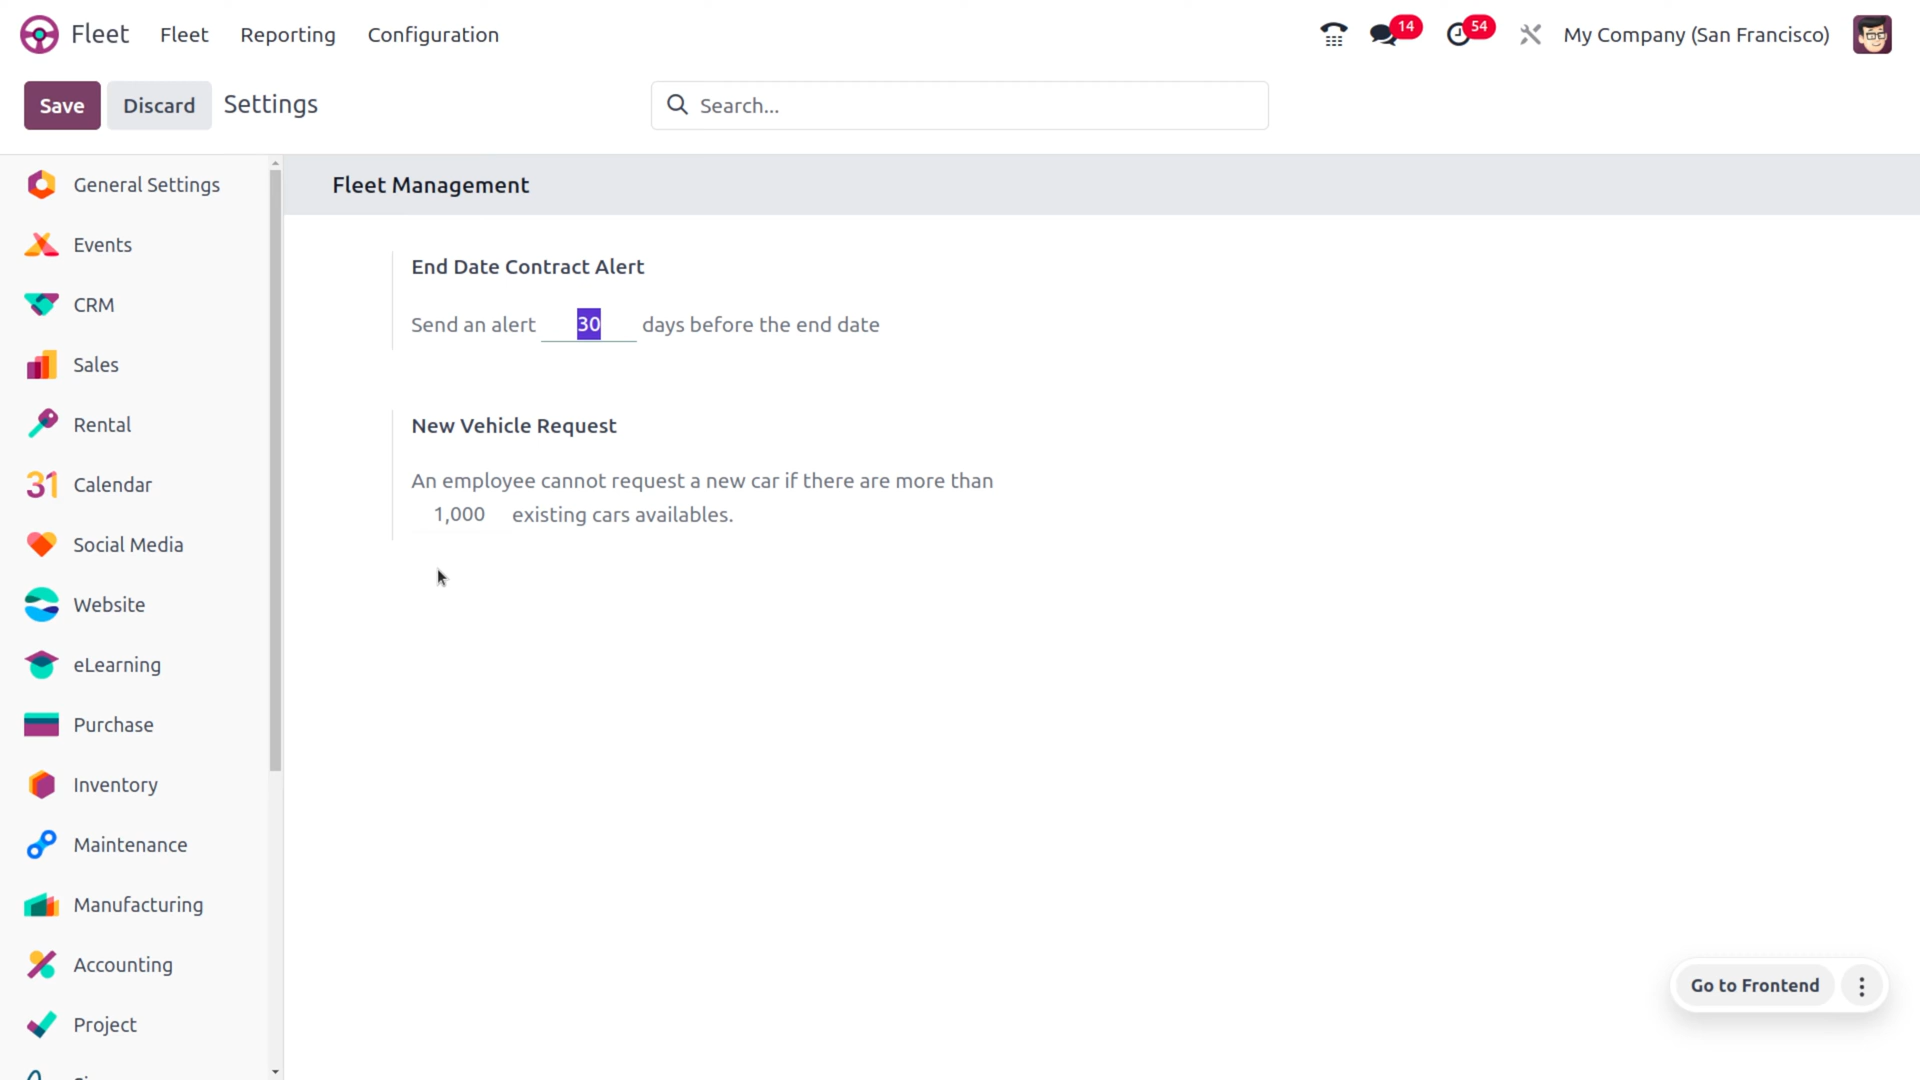 Fleet Fleet Reporting Configuration 14 54 My Company (San Francisco)
Save Discard Settings Search...
General Settings
Events
CRM
Sales
Rental
31 Calendar
Social Media
Website
eLearning
Purchase
Inventory
Maintenance
Manufacturing
Accounting
Project
Fleet Management
End Date Contract Alert
Send an alert 30 days before the end date
New Vehicle Request
An employee cannot request a new car if there are more than
1,000 existing cars availables.
Go to Frontend